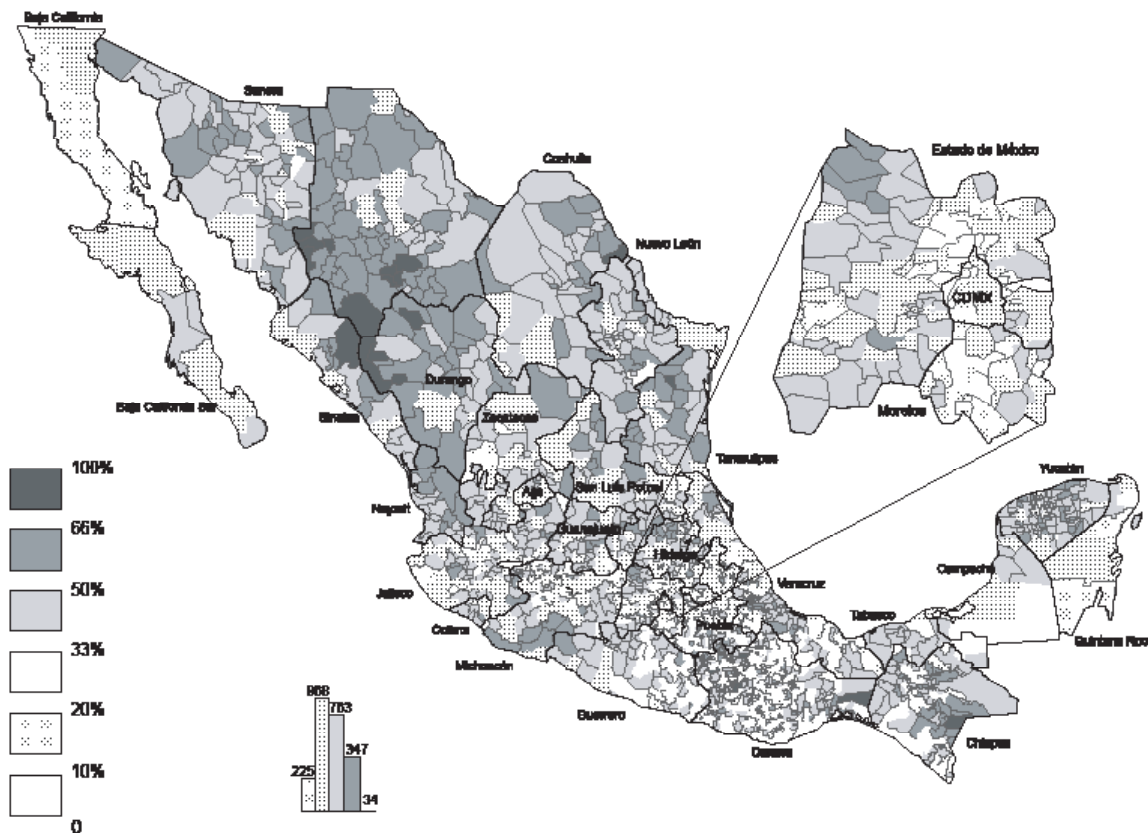 Baja California
Sonora
Coahuila
Estado de México
Nuevo León
CDMX
Durango
Baja California Sur
Sinaloa
Zacatecas
Morelos
100%
Tamaulipas
Yucatán
66%
Ags
San Luis Potosí
Nayarit
Guanajuato
50%
Hidalgo
Campeche
Jalisco
Veracruz
Tabasco
Colima
Puebla
33%
Quintana Roo
Michoacán
968
763
20%
Guerrero
Oaxaca
Chiapas
347
10%
225
34
0